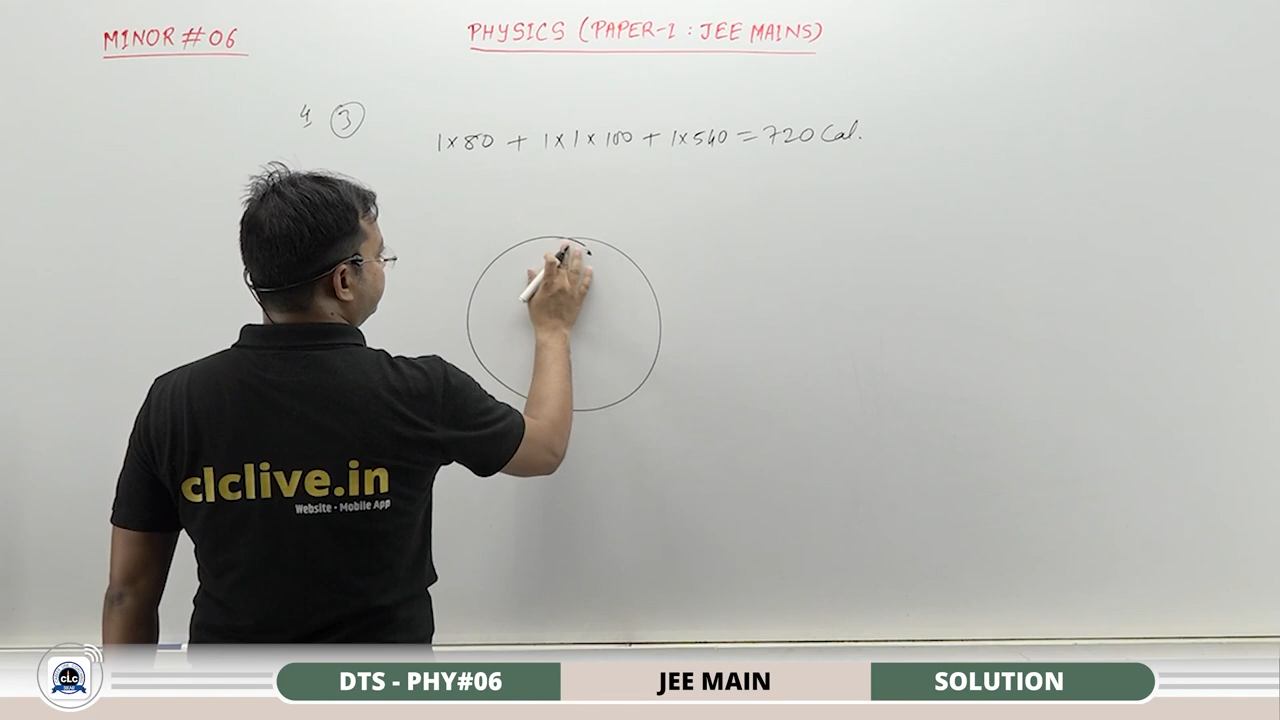 MINOR # 06
PHYSICS (PAPER-1 : JEE MAINS)
4 3
1×80 + 1×1×100 + 1×540 = 720 Cal.
clclive.in
Website • Mobile App
CLC
DTS - PHY#06
JEE MAIN
SOLUTION